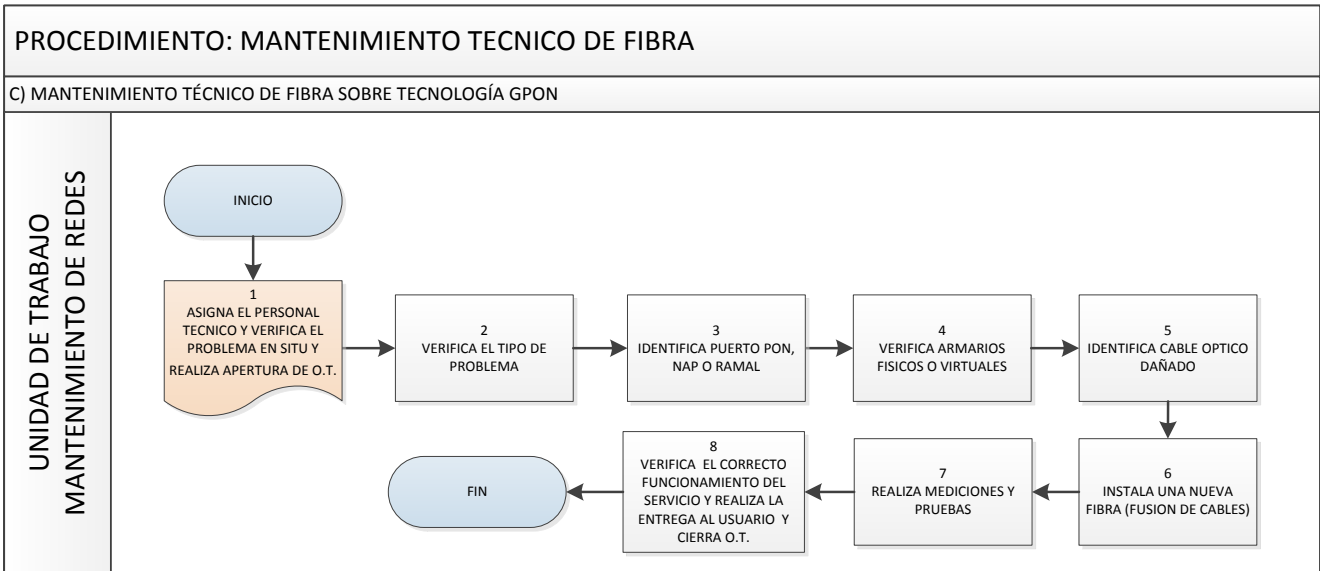 PROCEDIMIENTO: MANTENIMIENTO TECNICO DE FIBRA
C) MANTENIMIENTO TÉCNICO DE FIBRA SOBRE TECNOLOGÍA GPON
UNIDAD DE TRABAJO
MANTENIMIENTO DE REDES
INICIO
1
ASIGNA EL PERSONAL
TECNICO Y VERIFICA EL
PROBLEMA EN SITU Y
REALIZA APERTURA DE O.T.
2
VERIFICA EL TIPO DE
PROBLEMA
3
IDENTIFICA PUERTO PON,
NAP O RAMAL
4
VERIFICA ARMARIOS
FISICOS O VIRTUALES
5
IDENTIFICA CABLE OPTICO
DAÑADO
6
INSTALA UNA NUEVA
FIBRA (FUSION DE CABLES)
7
REALIZA MEDICIONES Y
PRUEBAS
8
VERIFICA EL CORRECTO
FUNCIONAMIENTO DEL
SERVICIO Y REALIZA LA
ENTREGA AL USUARIO Y
CIERRA O.T.
FIN